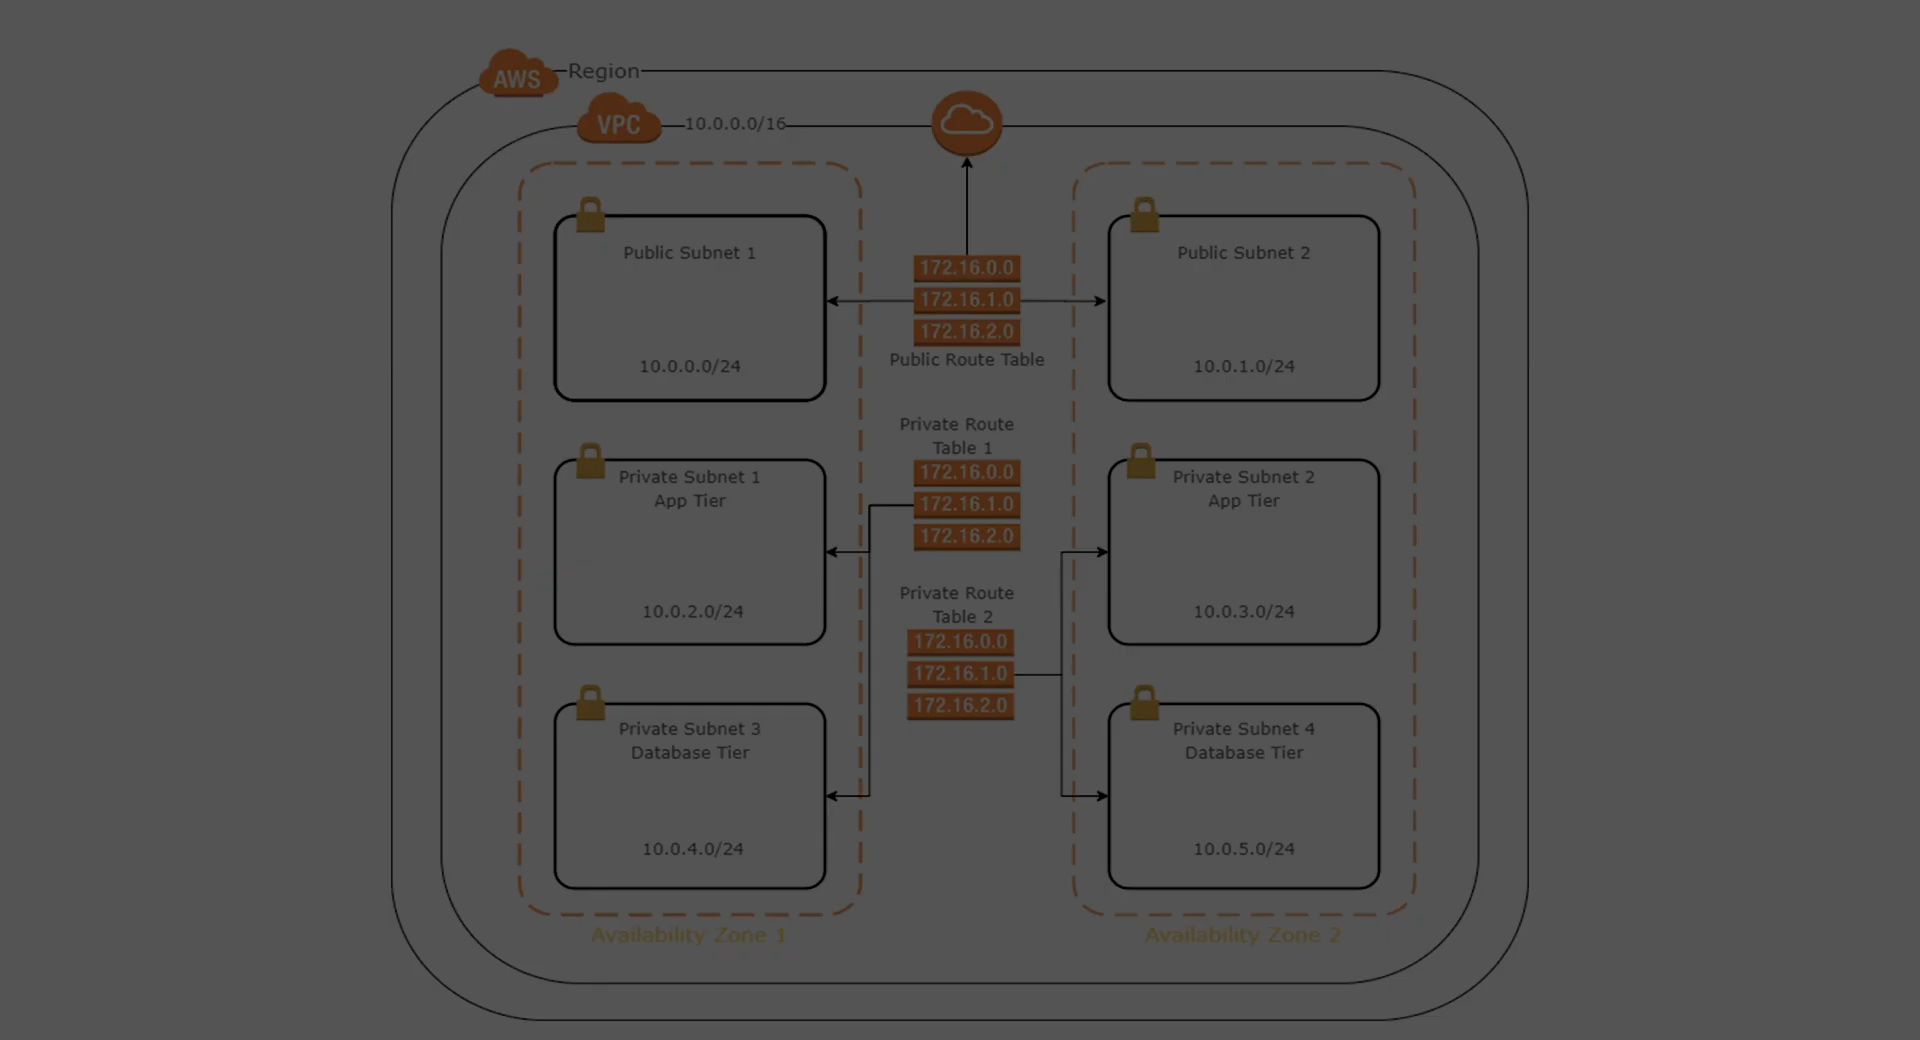 AWS
Region
VPC
10.0.0.0/16
Public Subnet 1
10.0.0.0/24
172.16.0.0
172.16.1.0
172.16.2.0
Public Route Table
Public Subnet 2
10.0.1.0/24
Private Subnet 1
App Tier
10.0.2.0/24
Private Route
Table 1
172.16.0.0
172.16.1.0
172.16.2.0
Private Subnet 2
App Tier
10.0.3.0/24
Private Route
Table 2
172.16.0.0
172.16.1.0
172.16.2.0
Private Subnet 3
Database Tier
10.0.4.0/24
Private Subnet 4
Database Tier
10.0.5.0/24
Availability Zone 1
Availability Zone 2